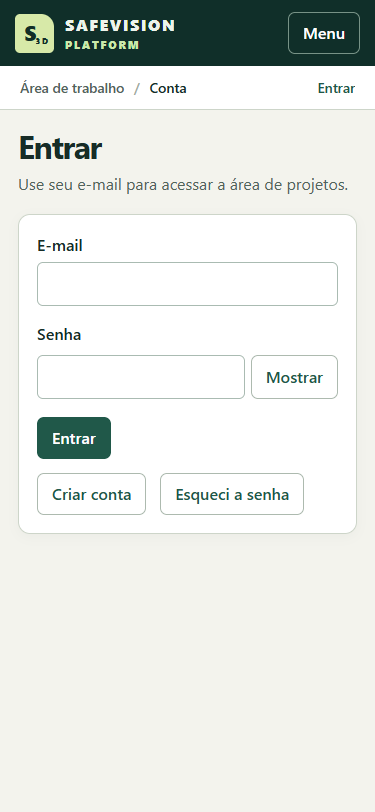 S3D
SAFEVISION
PLATFORM
Menu
Área de trabalho / Conta
Entrar
Entrar
Use seu e-mail para acessar a área de projetos.
E-mail
Senha
Mostrar
Entrar
Criar conta
Esqueci a senha